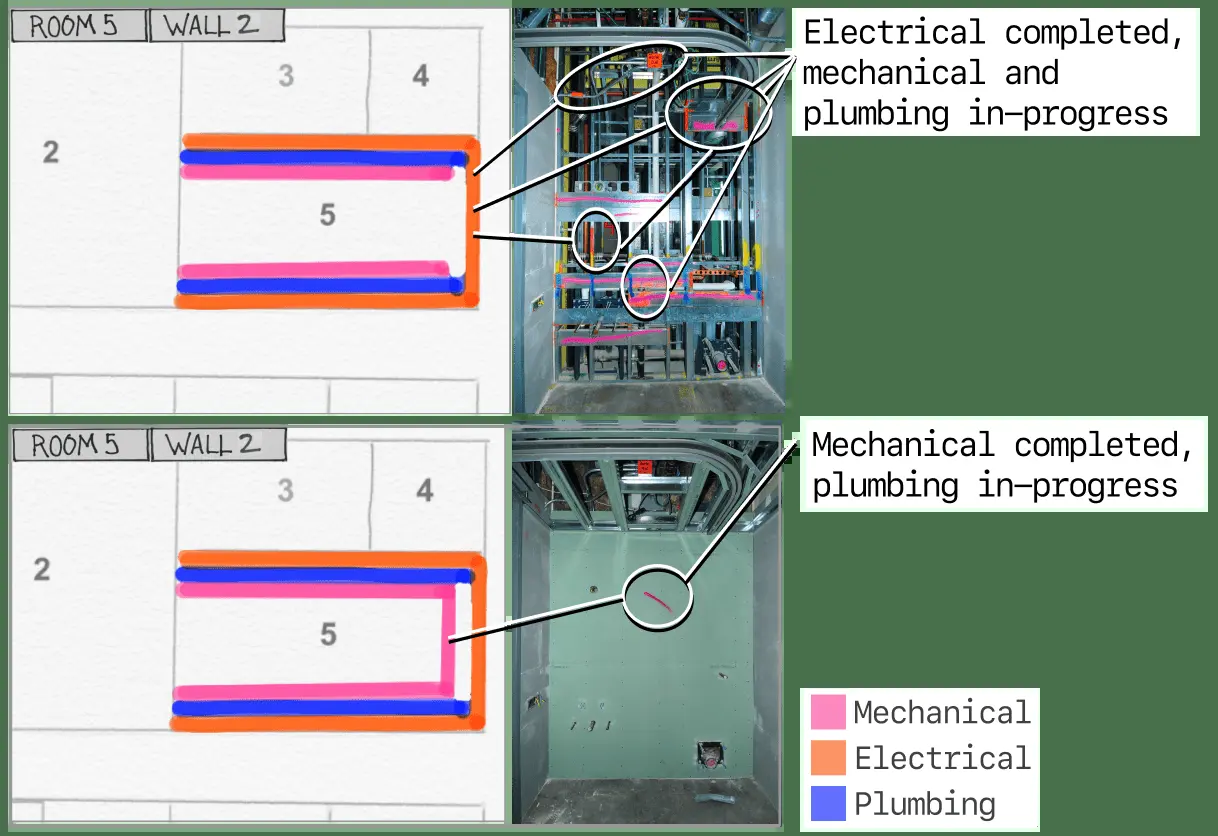 ROOM 5 WALL 2
3
4
2
5
Electrical completed,
mechanical and
plumbing in-progress
ROOM 5 WALL 2
3
4
2
5
Mechanical completed,
plumbing in-progress
Mechanical
Electrical
Plumbing